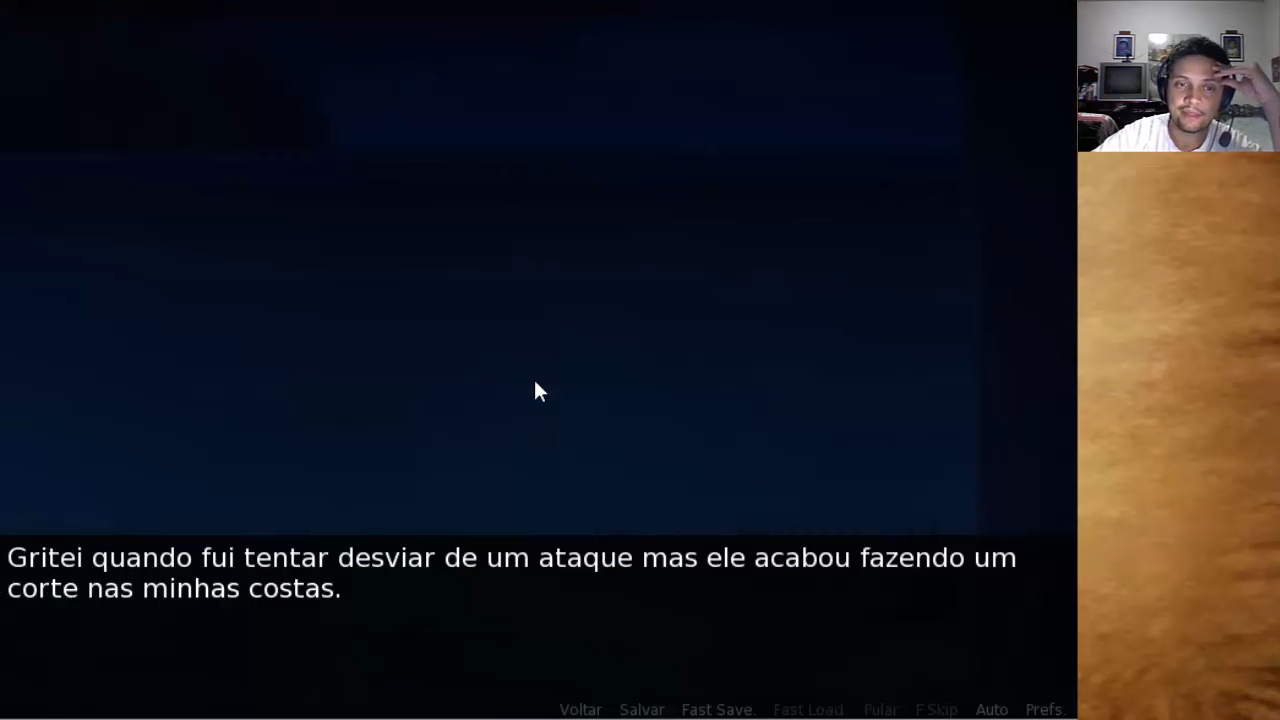 Gritei quando fui tentar desviar de um ataque mas ele acabou fazendo um
corte nas minhas costas.
Voltar Salvar Fast Save Fast Load Pular F Skip Auto Prefs.